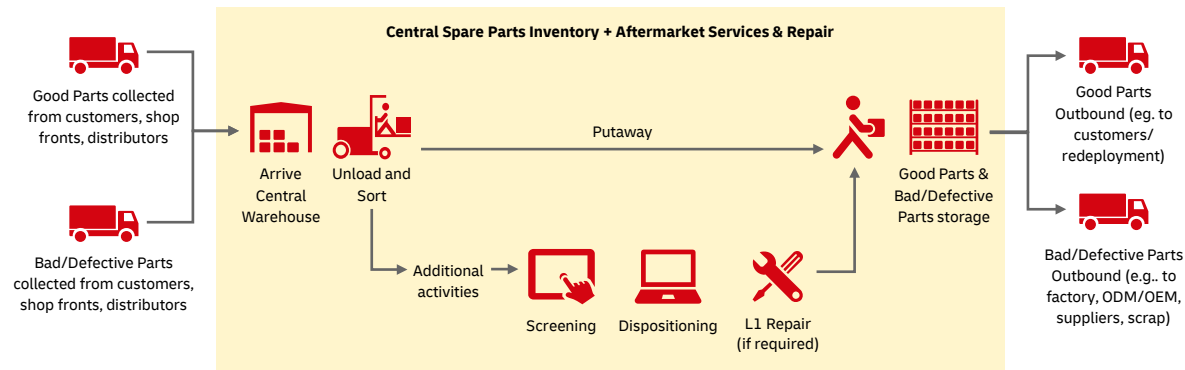 Central Spare Parts Inventory + Aftermarket Services & Repair
Good Parts collected
from customers, shop
fronts, distributors
Bad/Defective Parts
collected from customers,
shop fronts, distributors
Arrive
Central
Warehouse
Unload and
Sort
Putaway
Additional
activities
Screening
Dispositioning
L1 Repair
(if required)
Good Parts &
Bad/Defective
Parts storage
Good Parts
Outbound (eg. to
customers/
redeployment)
Bad/Defective Parts
Outbound (e.g.. to
factory, ODM/OEM,
suppliers, scrap)